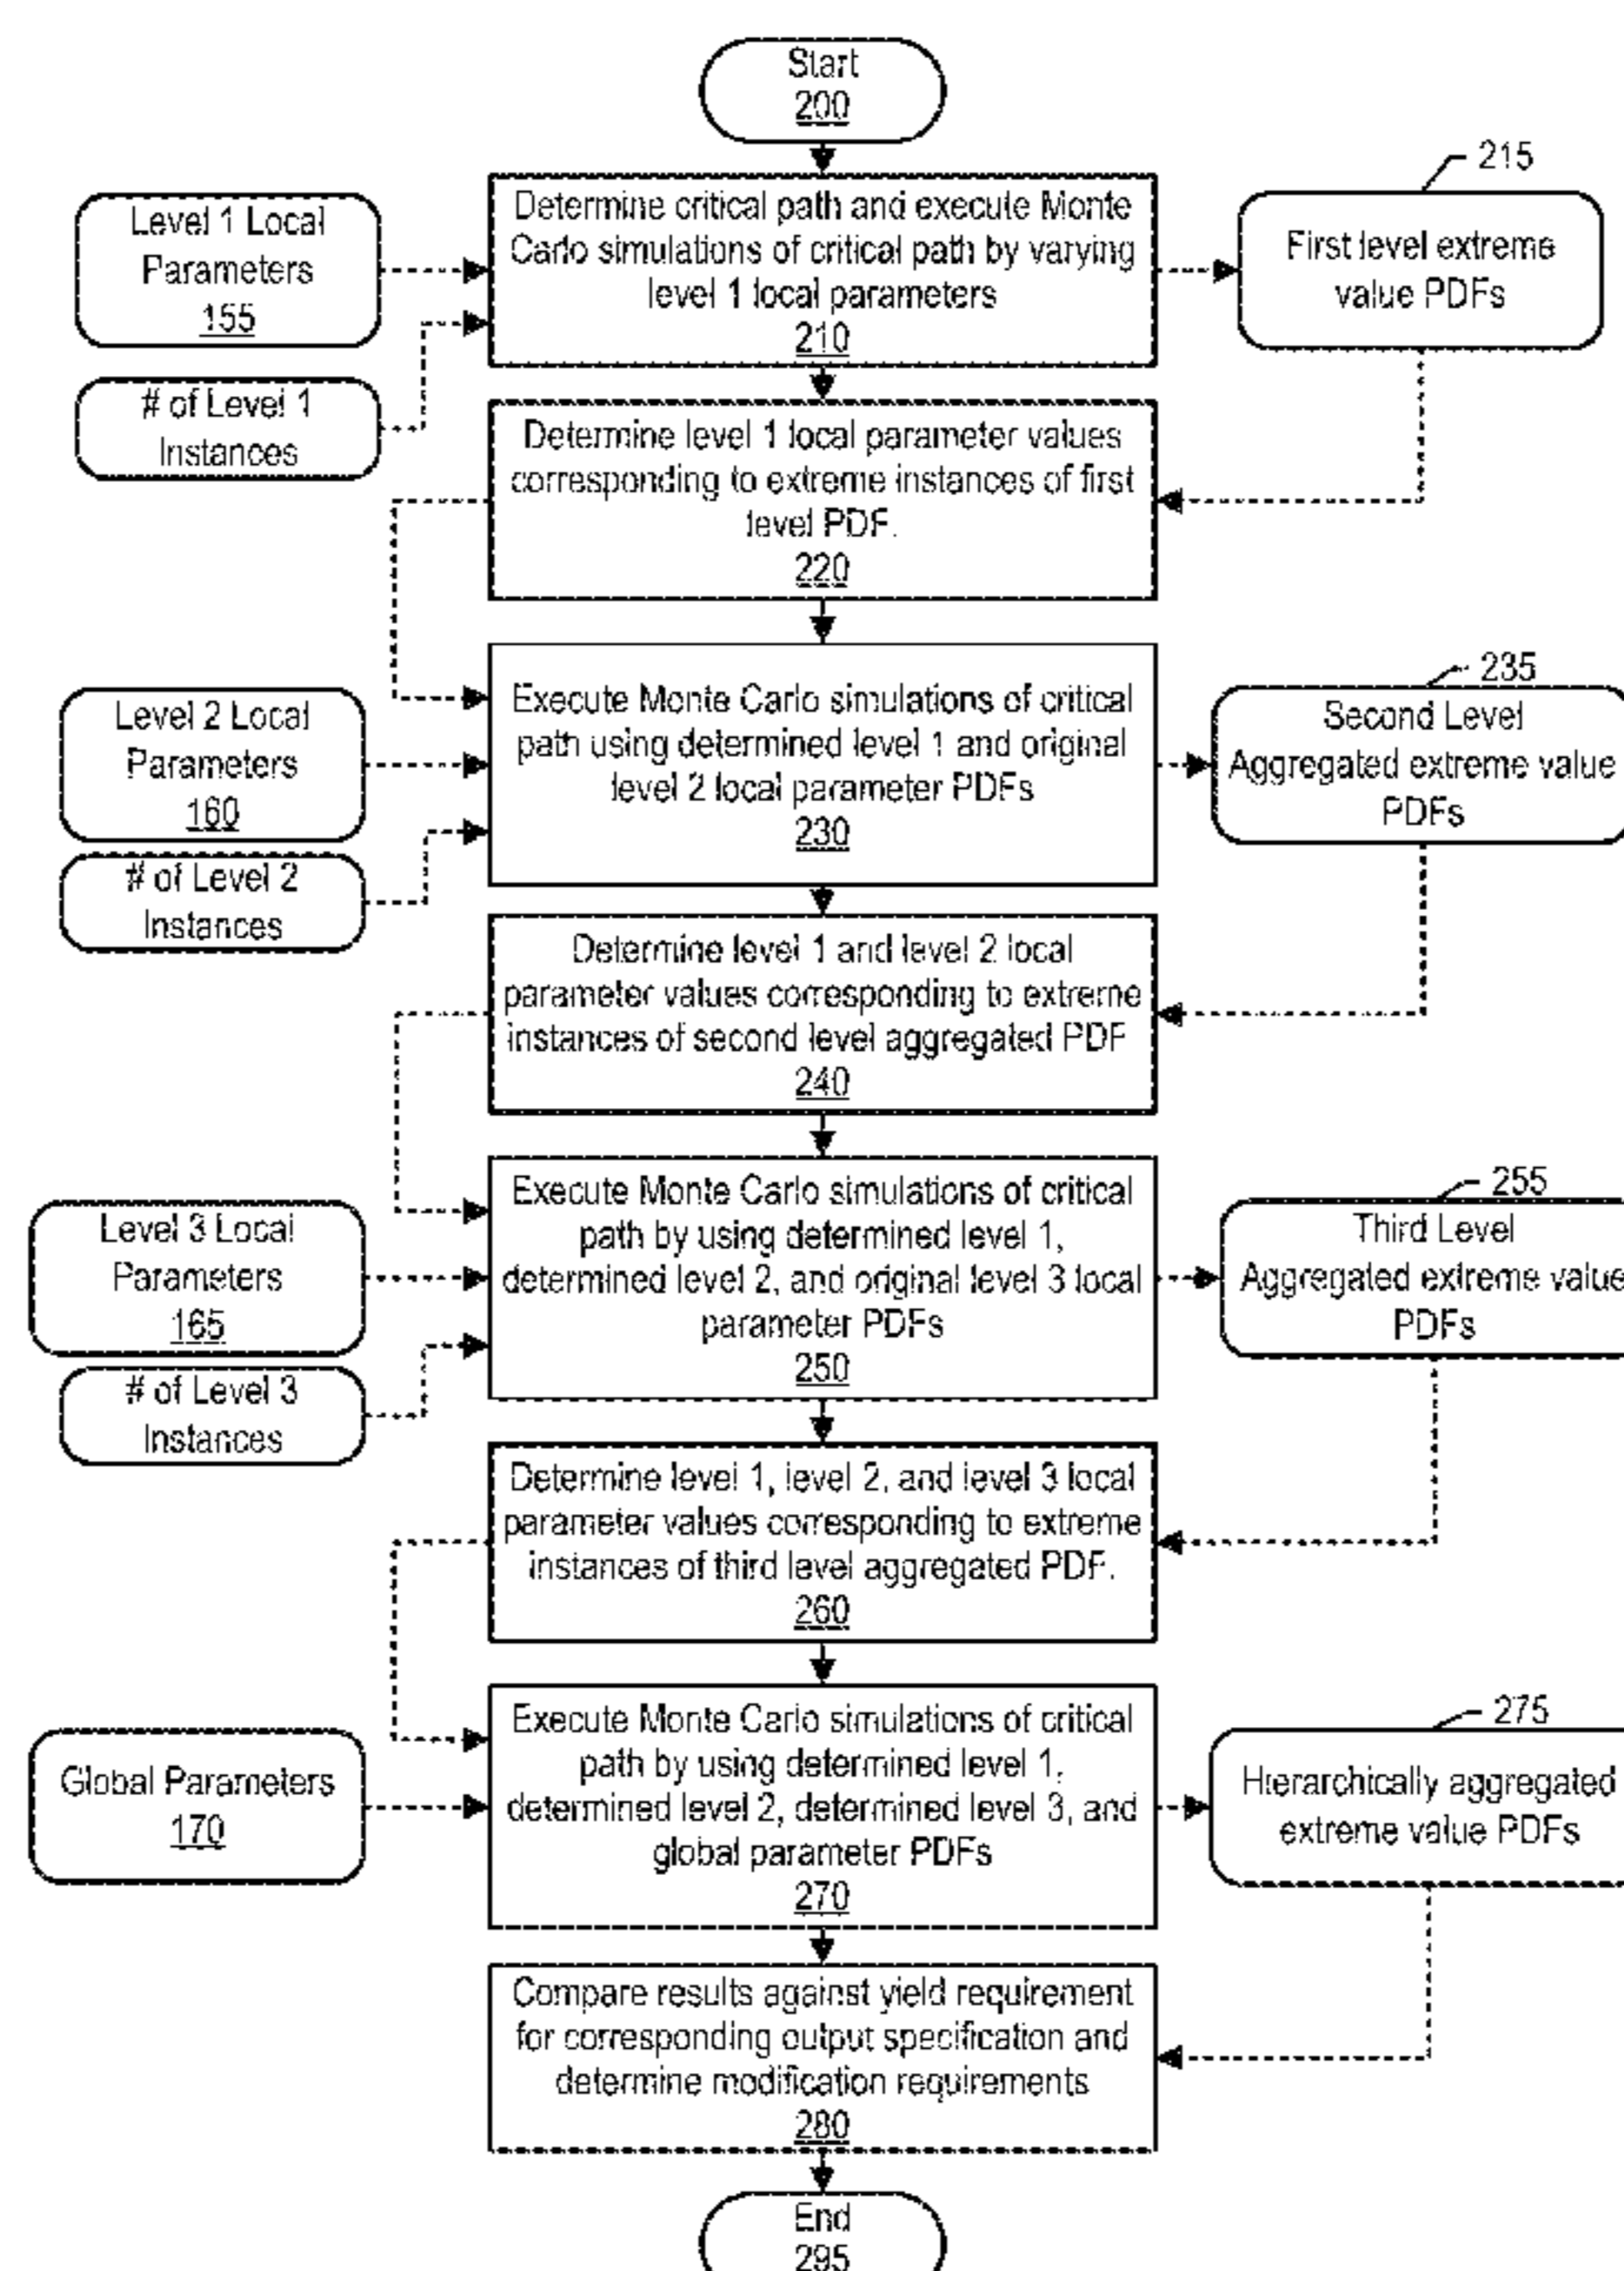 Start
200
Level 1 Local
Parameters
155
# of Level 1
Instances
Determine critical path and execute Monte
Carlo simulations of critical path by varying
level 1 local parameters
210
215
First level extreme
value PDFs
Determine level 1 local parameter values
corresponding to extreme instances of first
level PDF.
220
Level 2 Local
Parameters
160
# of Level 2
Instances
Execute Monte Carlo simulations of critical
path using determined level 1 and original
level 2 local parameter PDFs
230
235
Second Level
Aggregated extreme value
PDFs
Determine level 1 and level 2 local
parameter values corresponding to extreme
instances of second level aggregated PDF
240
Level 3 Local
Parameters
165
# of Level 3
Instances
Execute Monte Carlo simulations of critical
path by using determined level 1,
determined level 2, and original level 3 local
parameter PDFs
250
255
Third Level
Aggregated extreme value
PDFs
Determine level 1, level 2, and level 3 local
parameter values corresponding to extreme
instances of third level aggregated PDF.
260
Global Parameters
170
Execute Monte Carlo simulations of critical
path by using determined level 1,
determined level 2, determined level 3, and
global parameter PDFs
270
275
Hierarchically aggregated
extreme value PDFs
Compare results against yield requirement
for corresponding output specification and
determine modification requirements
280
End
295